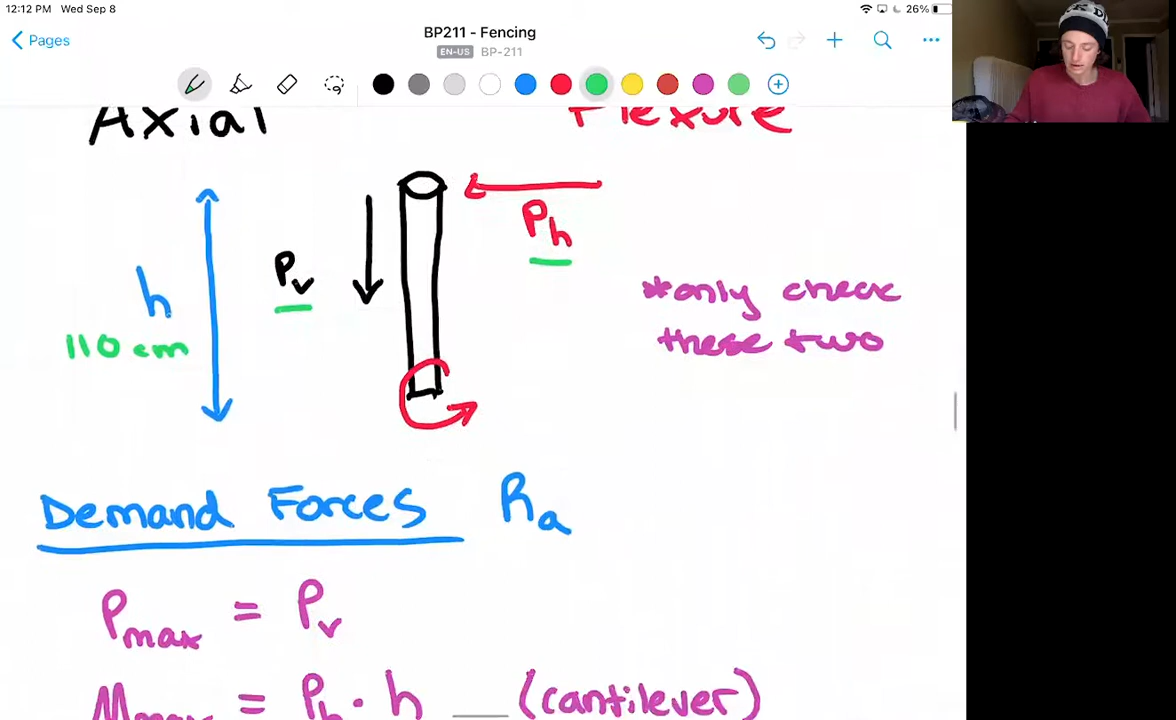 12:12 PM Wed Sep 8
26%
Pages
BP211 - Fencing
EN-US BP-211
Axial
Flexure
Ph
Pv
h
110 cm
*only check
these two
Demand Forces Ra
Pmax = Pv
Mmax = Ph · h (cantilever)